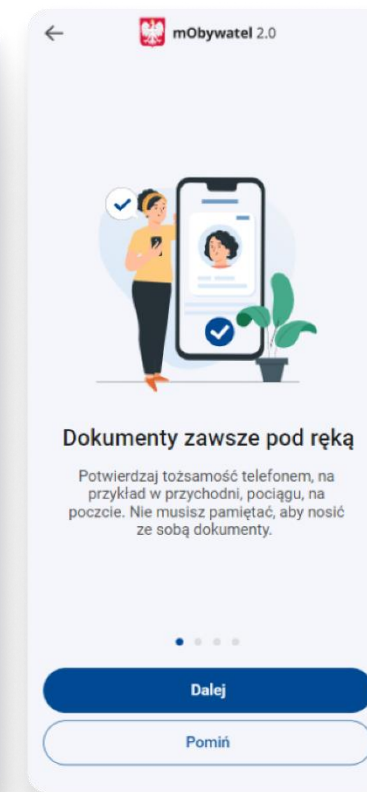 mObywatel 2.0
Dokumenty zawsze pod ręką
Potwierdzaj tożsamość telefonem, na
przykład w przychodni, pociągu, na
poczcie. Nie musisz pamiętać, aby nosić
ze sobą dokumenty.
Dalej
Pomiń